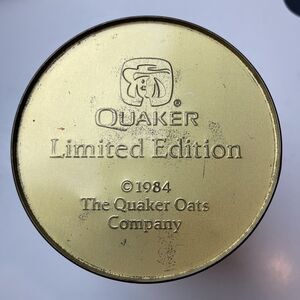 ®
QUAKER
Limited Edition
©1984
The Quaker Oats
Company